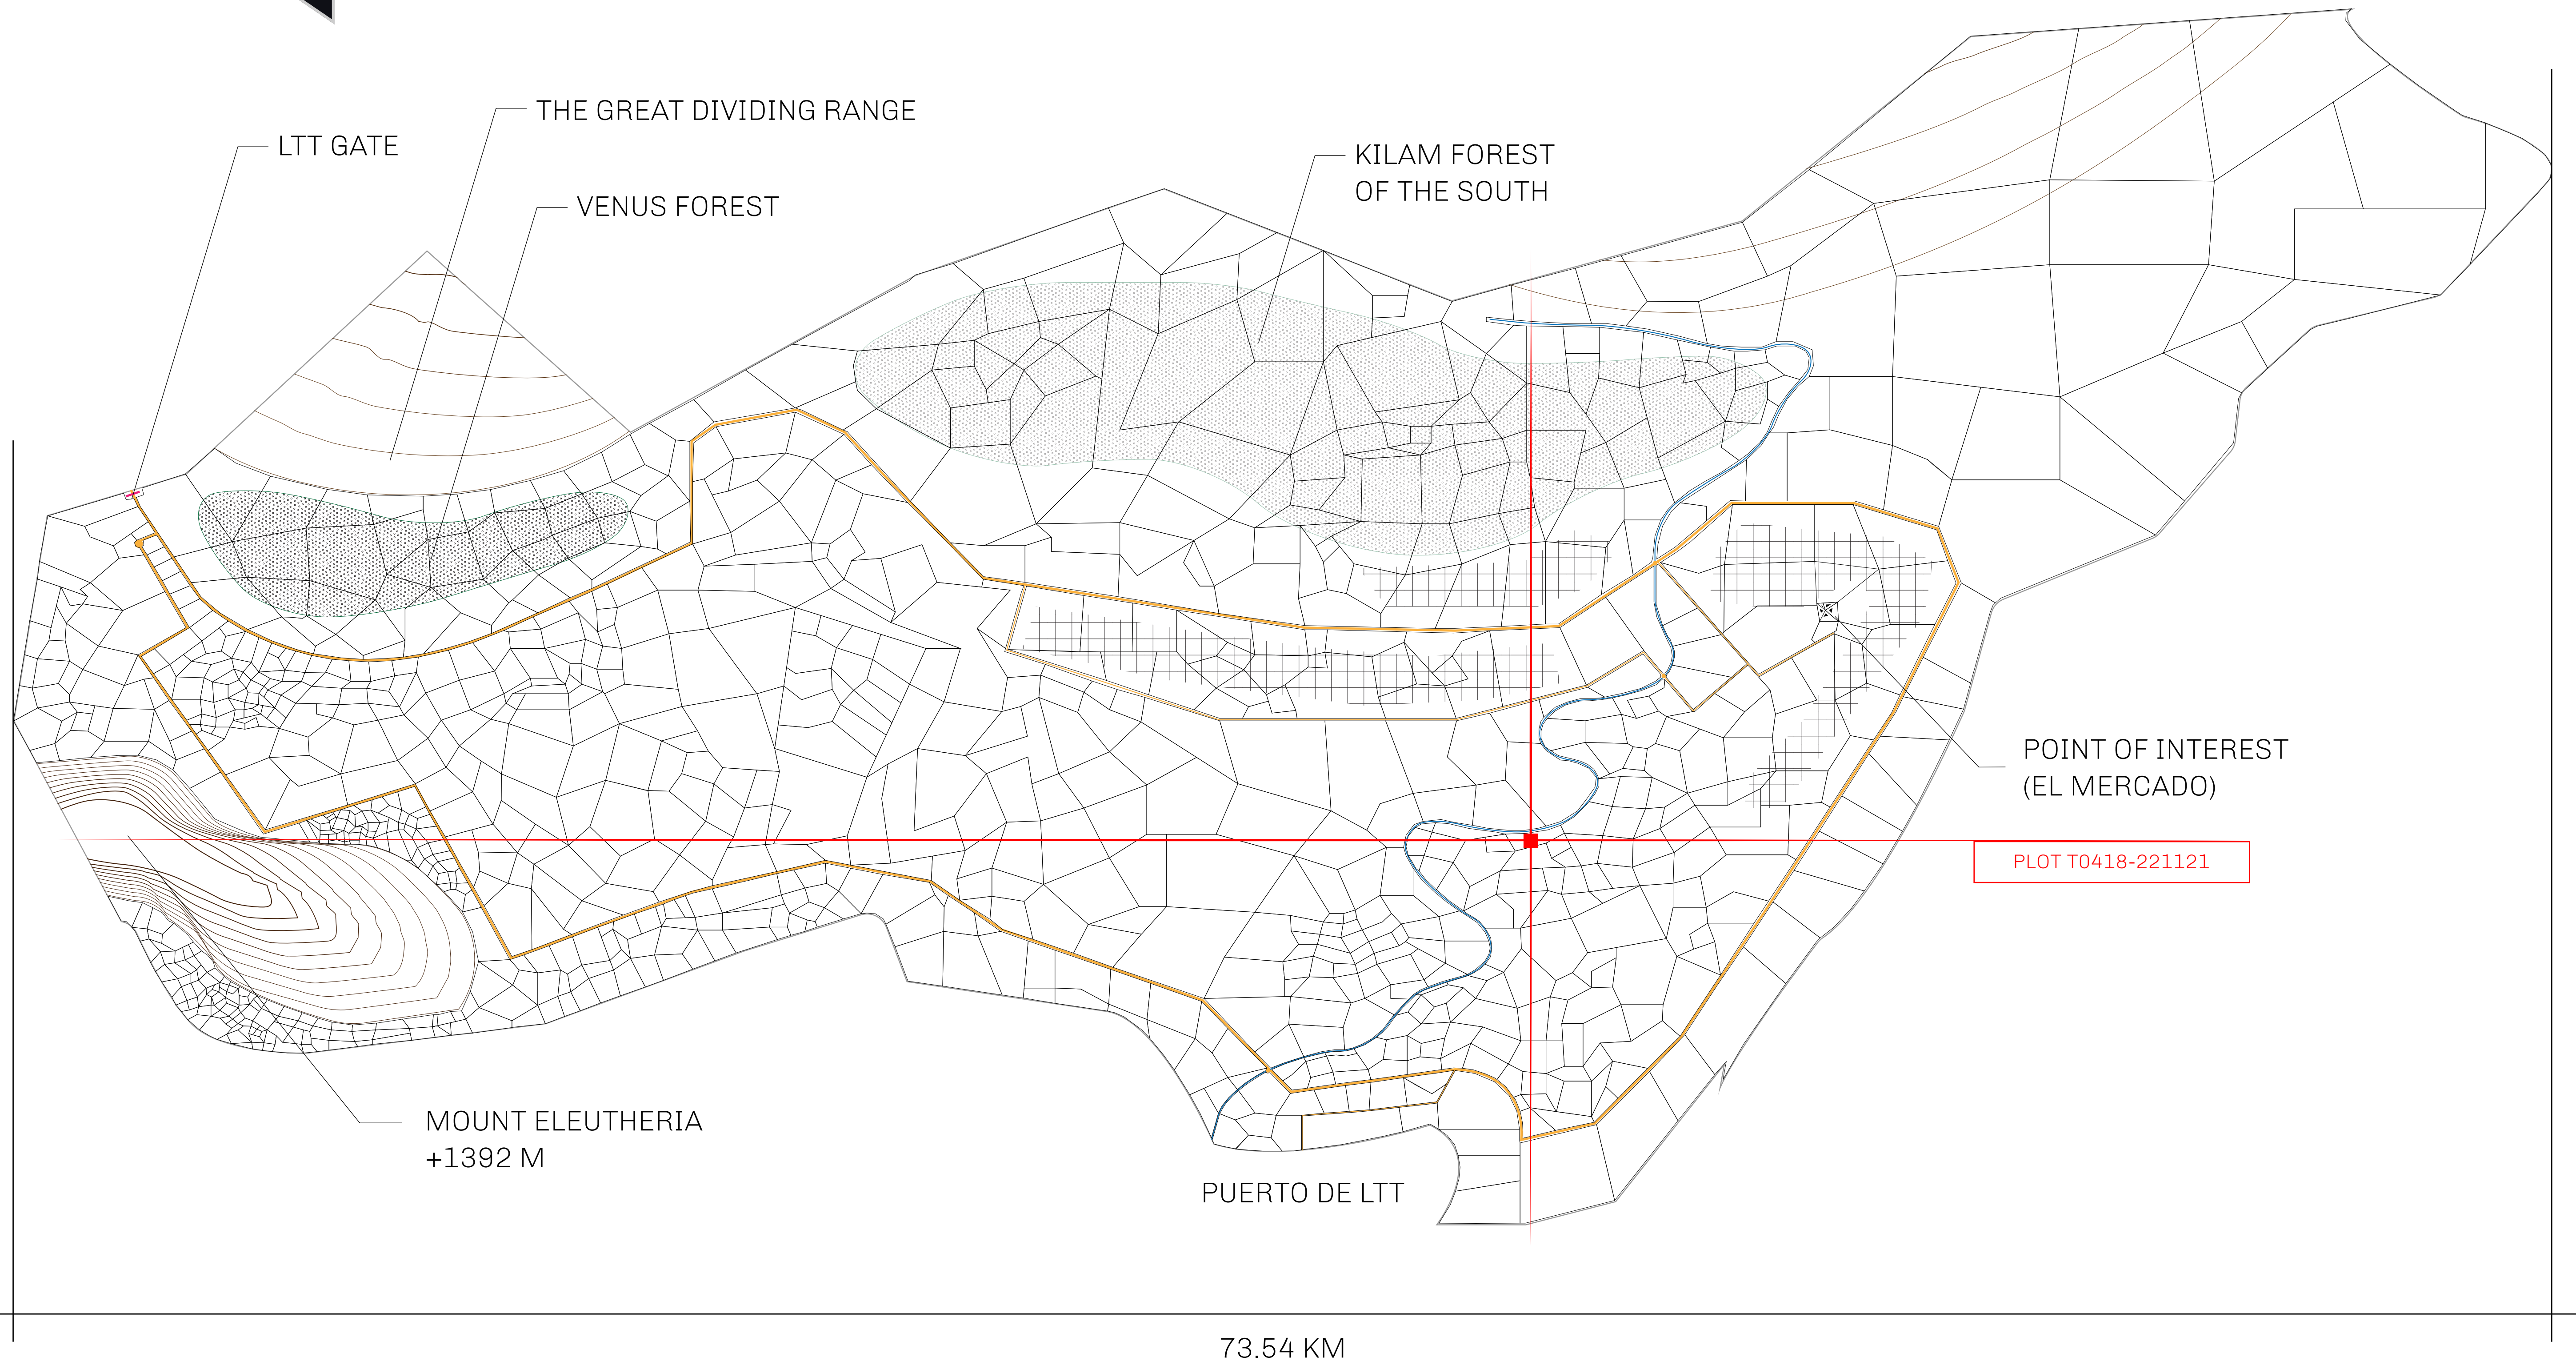 THE GREAT DIVIDING RANGE
LTT GATE
KILAM FOREST
OF THE SOUTH
VENUS FOREST
POINT OF INTEREST
(EL MERCADO)
PLOT T0418-221121
MOUNT ELEUTHERIA
+1392 M
PUERTO DE LTT
73.54 KM